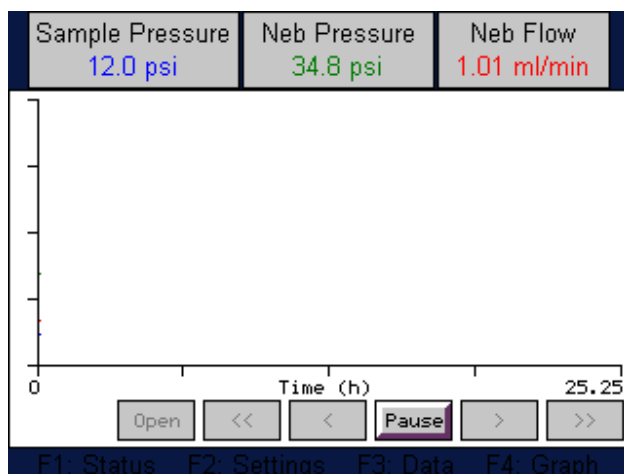 Sample Pressure Neb Pressure Neb Flow
12.0 psi 34.8 psi 1.01 ml/min
0 Time (h) 25.25
Open << < Pause > >>
F1: Status F2: Settings F3: Data F4: Graph